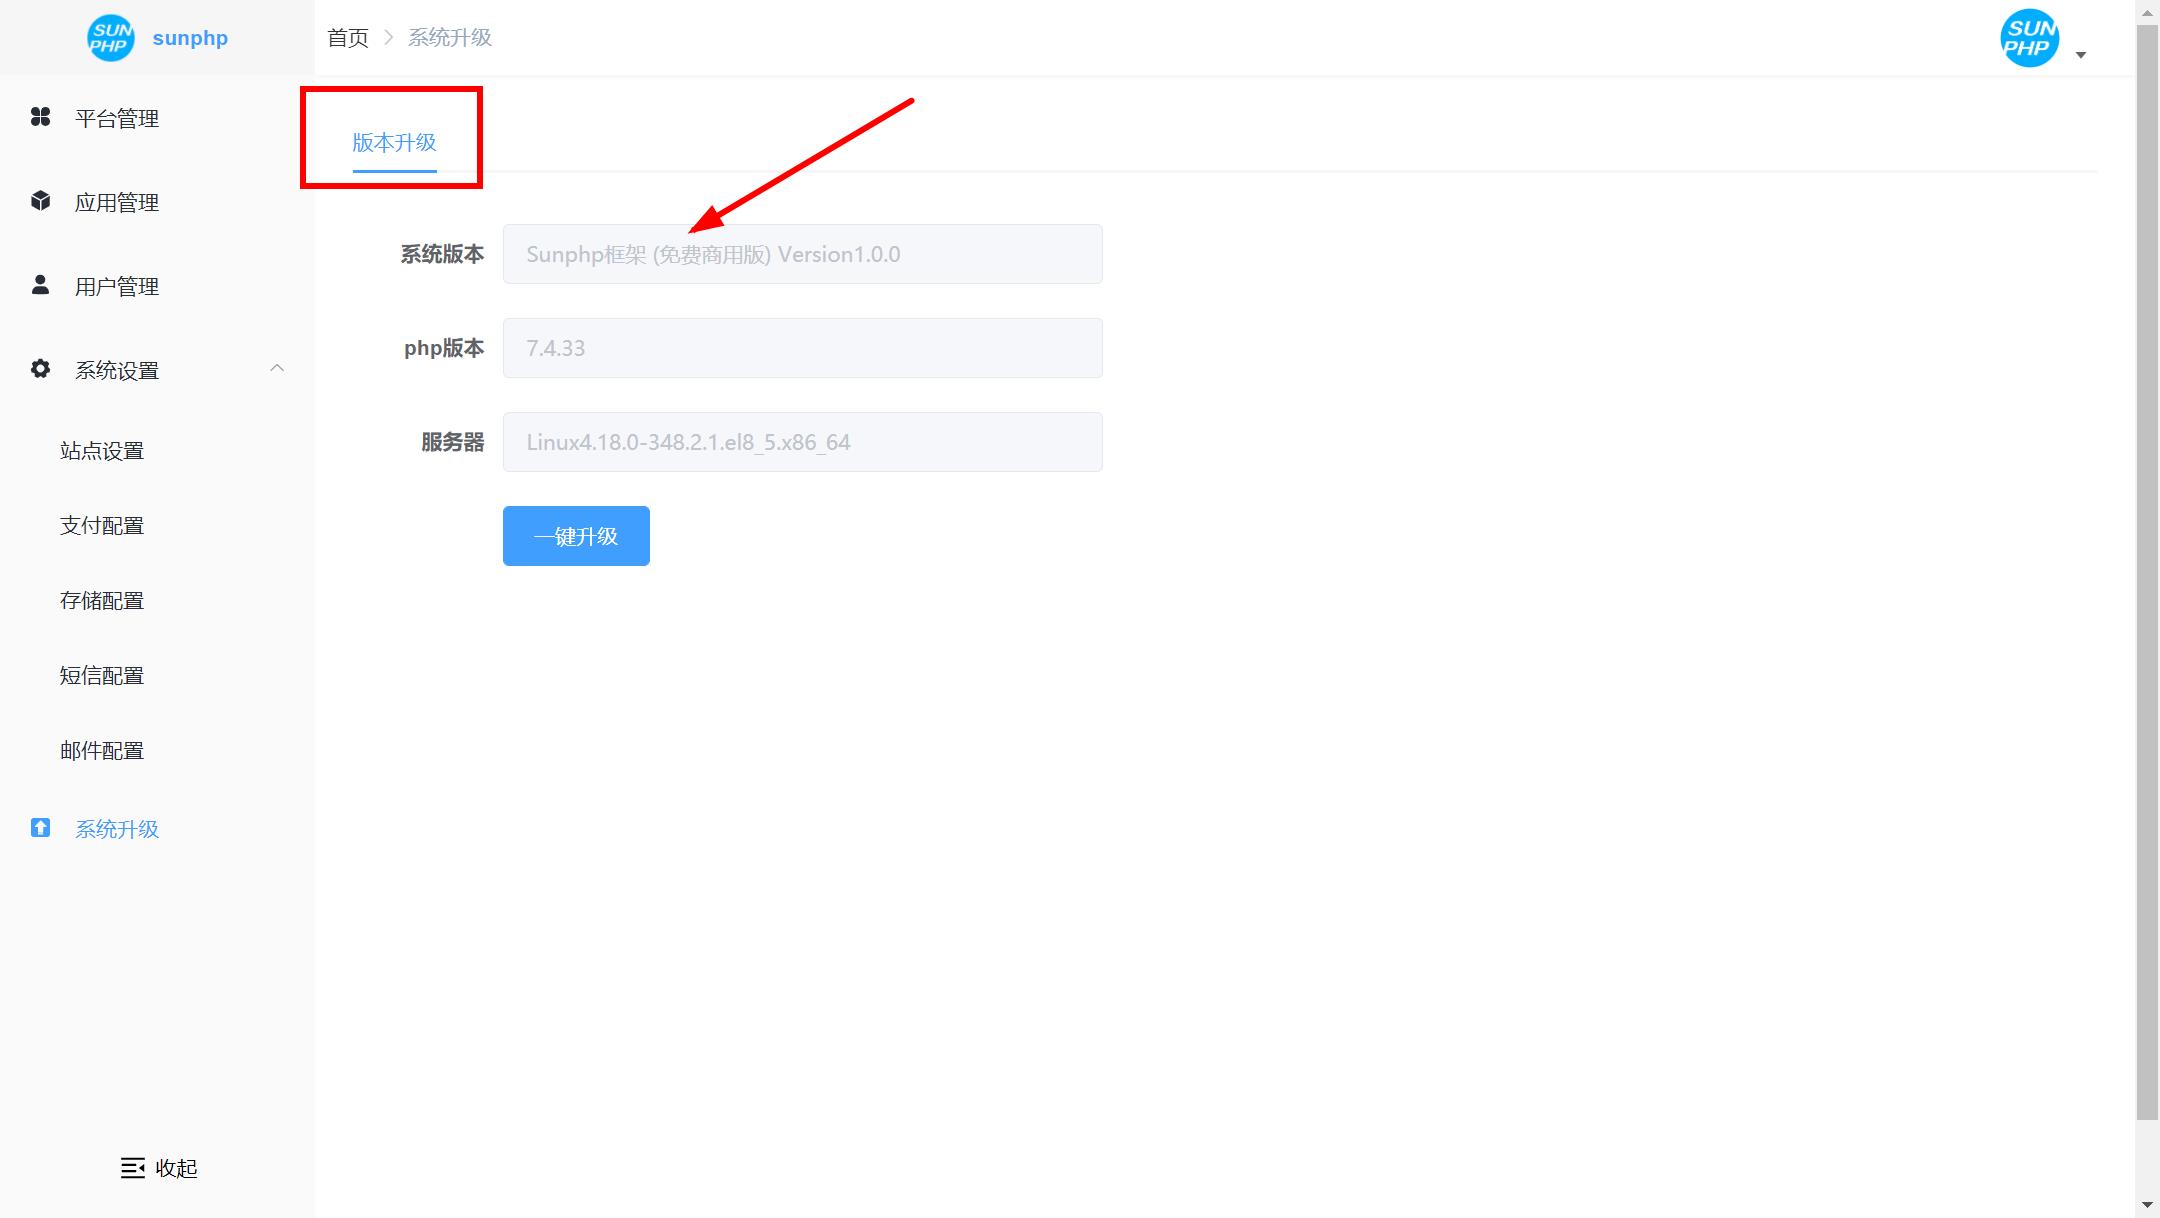 SUN
PHP
sunphp
首页 > 系统升级
SUN
PHP
平台管理
应用管理
用户管理
系统设置
站点设置
支付配置
存储配置
短信配置
邮件配置
系统升级
收起
版本升级
系统版本 Sunphp框架 (免费商用版) Version1.0.0
php版本 7.4.33
服务器 Linux4.18.0-348.2.1.el8_5.x86_64
一键升级